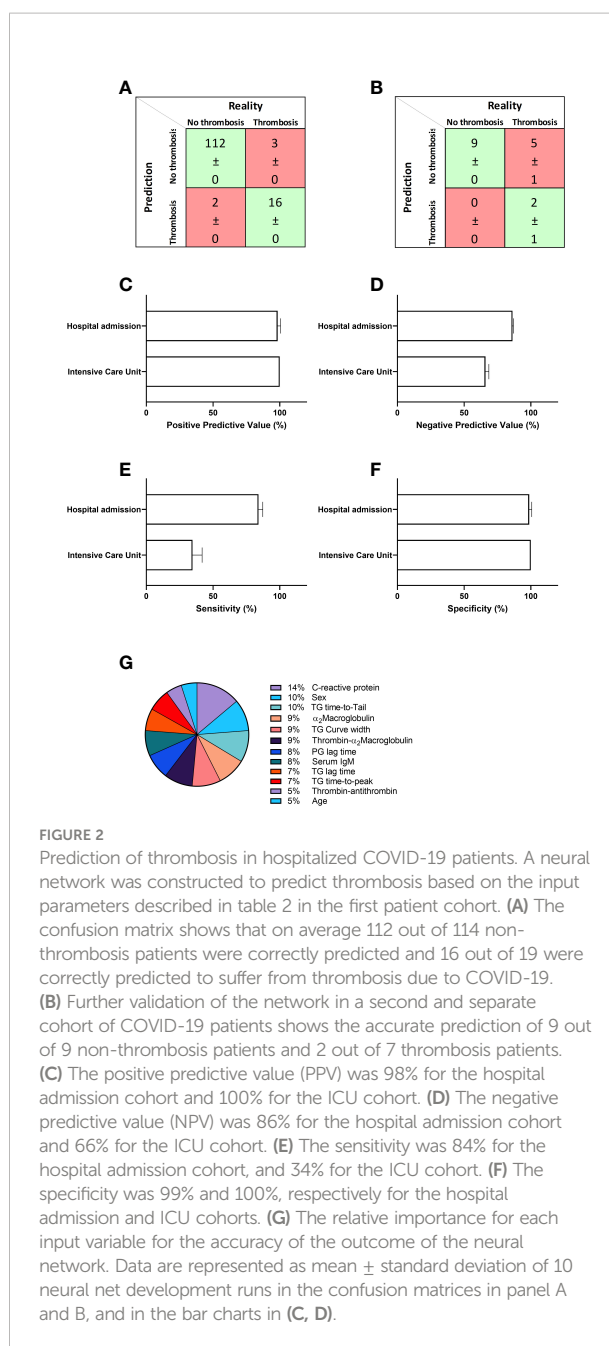 A
Reality
No thrombosis Thrombosis
Prediction
No thrombosis
112 3
± ±
0 0
Thrombosis
2 16
± ±
0 0
B
Reality
No thrombosis Thrombosis
Prediction
No thrombosis
9 5
± ±
0 1
Thrombosis
0 2
± ±
0 1
C
Hospital admission
Intensive Care Unit
0 50 100
Positive Predictive Value (%)
D
Hospital admission
Intensive Care Unit
0 50 100
Negative Predictive Value (%)
E
Hospital admission
Intensive Care Unit
0 50 100
Sensitivity (%)
F
Hospital admission
Intensive Care Unit
0 50 100
Specificity (%)
G
14% C-reactive protein
10% Sex
10% TG time-to-Tail
9% α₂Macroglobulin
9% TG Curve width
9% Thrombin-α₂Macroglobulin
8% PG lag time
8% Serum IgM
7% TG lag time
7% TG time-to-peak
5% Thrombin-antithrombin
5% Age
FIGURE 2
Prediction of thrombosis in hospitalized COVID-19 patients. A neural
network was constructed to predict thrombosis based on the input
parameters described in table 2 in the first patient cohort. (A) The
confusion matrix shows that on average 112 out of 114 non-
thrombosis patients were correctly predicted and 16 out of 19 were
correctly predicted to suffer from thrombosis due to COVID-19.
(B) Further validation of the network in a second and separate
cohort of COVID-19 patients shows the accurate prediction of 9 out
of 9 non-thrombosis patients and 2 out of 7 thrombosis patients.
(C) The positive predictive value (PPV) was 98% for the hospital
admission cohort and 100% for the ICU cohort. (D) The negative
predictive value (NPV) was 86% for the hospital admission cohort
and 66% for the ICU cohort. (E) The sensitivity was 84% for the
hospital admission cohort, and 34% for the ICU cohort. (F) The
specificity was 99% and 100%, respectively for the hospital
admission and ICU cohorts. (G) The relative importance for each
input variable for the accuracy of the outcome of the neural
network. Data are represented as mean ± standard deviation of 10
neural net development runs in the confusion matrices in panel A
and B, and in the bar charts in (C, D).